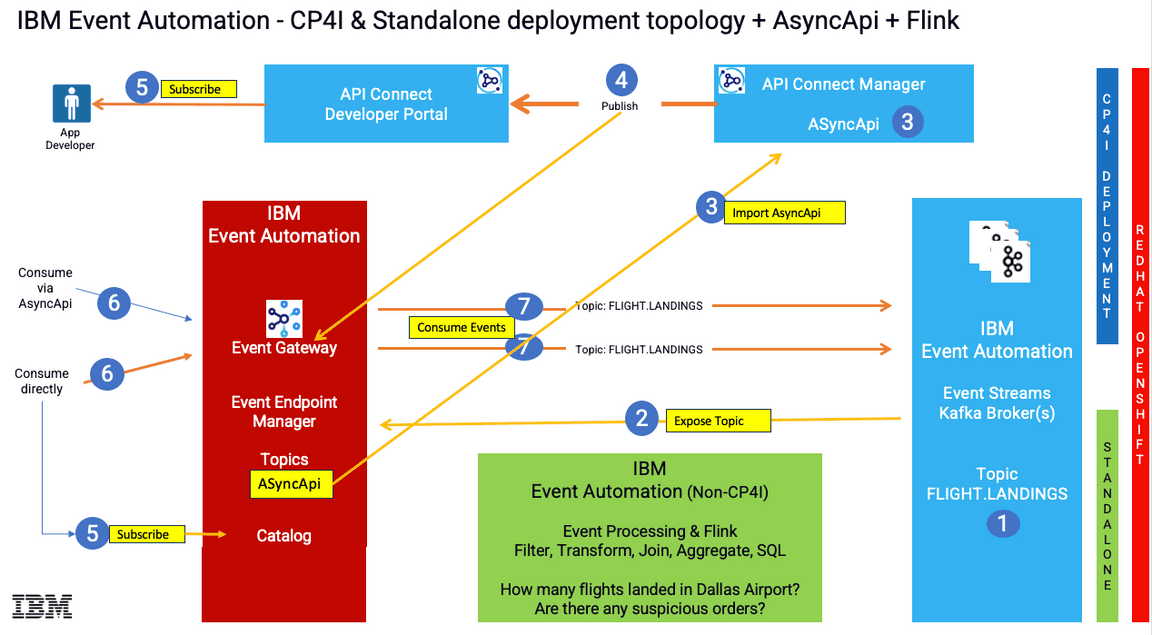 IBM Event Automation - CP4I & Standalone deployment topology + AsyncApi + Flink
5
Subscribe
App
Developer
API Connect
Developer Portal
4
Publish
API Connect Manager
ASyncApi
3
3
Import AsyncApi
IBM
Event Automation
Consume
via
AsyncApi
6
Event Gateway
7
Topic: FLIGHT.LANDINGS
Consume Events
7
Topic: FLIGHT.LANDINGS
Consume
directly
6
Event Endpoint
Manager
Topics
ASyncApi
Catalog
5
Subscribe
2
Expose Topic
IBM
Event Automation (Non-CP4I)
Event Processing & Flink
Filter, Transform, Join, Aggregate, SQL
How many flights landed in Dallas Airport?
Are there any suspicious orders?
IBM
Event Automation
Event Streams
Kafka Broker(s)
Topic
FLIGHT.LANDINGS
1
CP4I DEPLOYMENT
STANDALONE
REDHAT OPENSHIFT
IBM